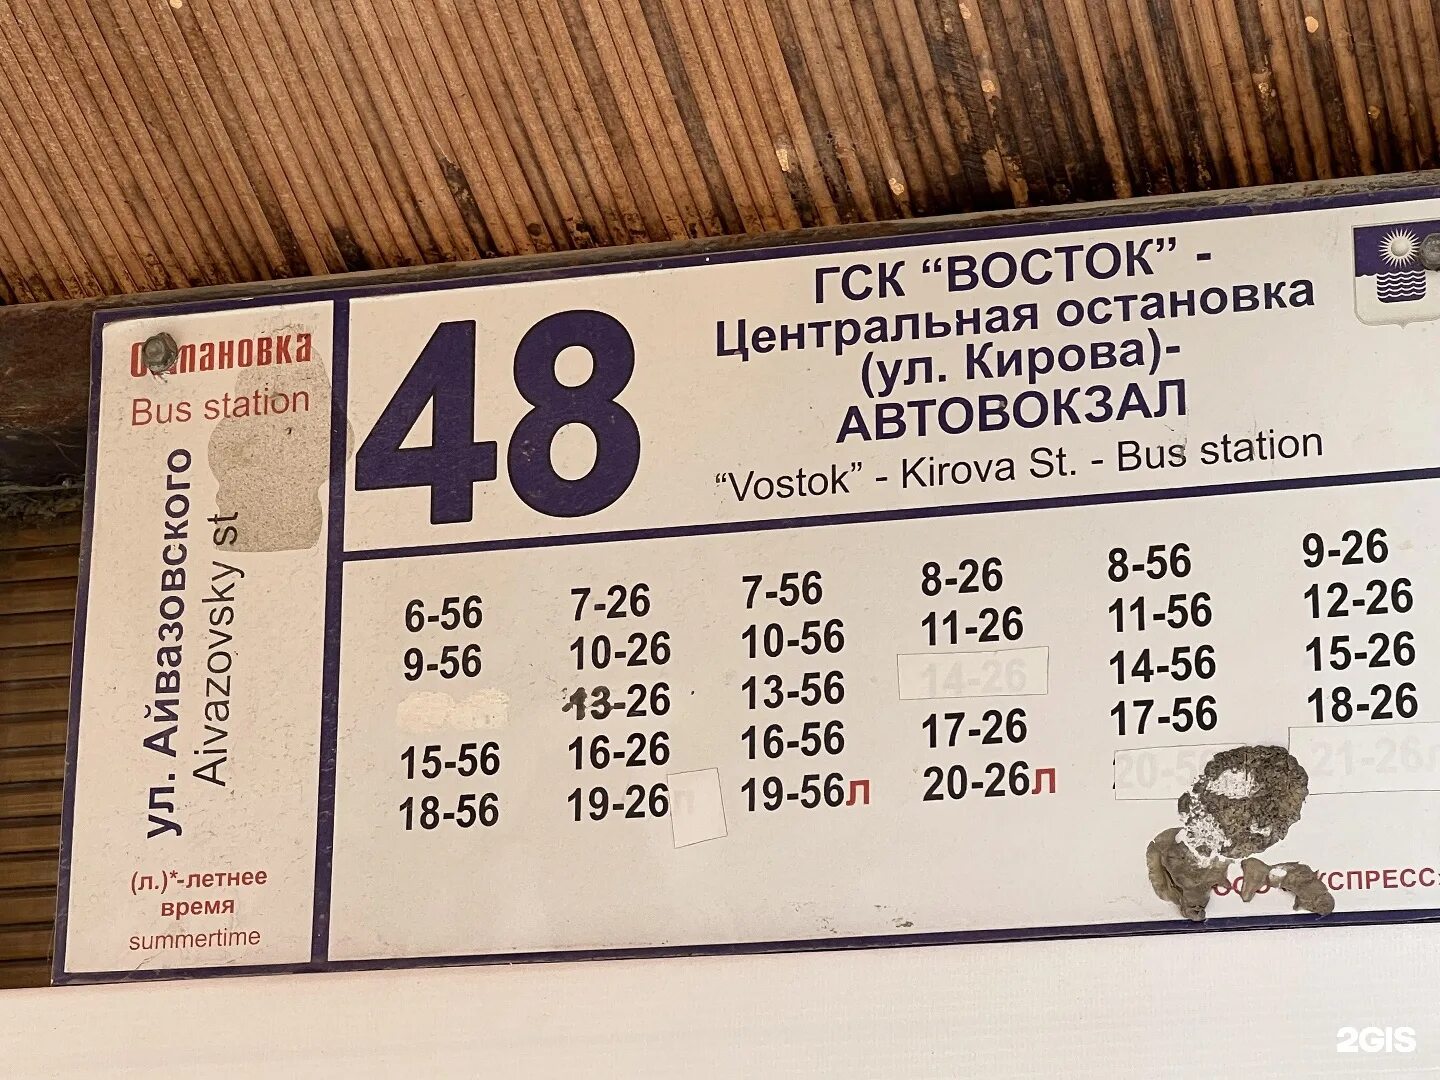 Остановка
Bus station
ул. Айвазовского
Aivazovsky st
(л.)*-летнее
время
summertime
48
ГСК “ВОСТОК” -
Центральная остановка
(ул. Кирова)-
АВТОВОКЗАЛ
“Vostok” - Kirova St. - Bus station
6-56 7-26 7-56 8-26 8-56 9-26
9-56 10-26 10-56 11-26 11-56 12-26
13-26 13-56 14-26 14-56 15-26
15-56 16-26 16-56 17-26 17-56 18-26
18-56 19-26л 19-56л 20-26л 21-26л
2GIS